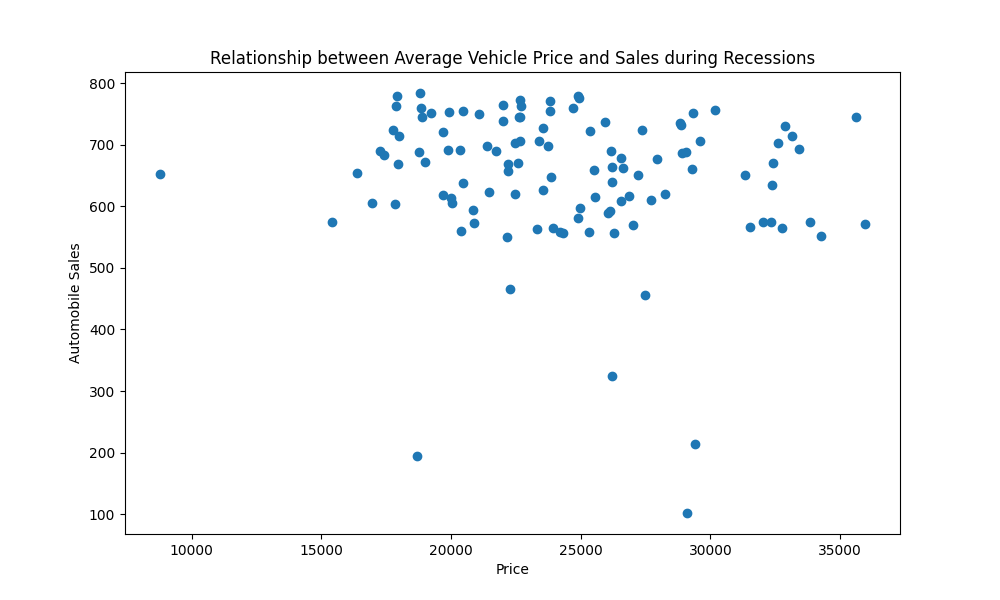 Relationship between Average Vehicle Price and Sales during Recessions
800
700
600
500
400
300
200
100
Automobile Sales
10000 15000 20000 25000 30000 35000
Price